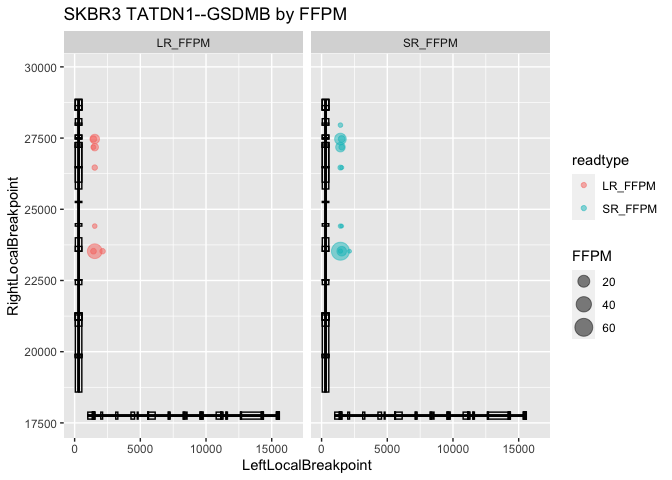 SKBR3 TATDN1--GSDMB by FFPM
LR_FFPM
SR_FFPM
30000
27500
25000
22500
20000
17500
RightLocalBreakpoint
0
5000
10000
15000
0
5000
10000
15000
LeftLocalBreakpoint
readtype
LR_FFPM
SR_FFPM
FFPM
20
40
60